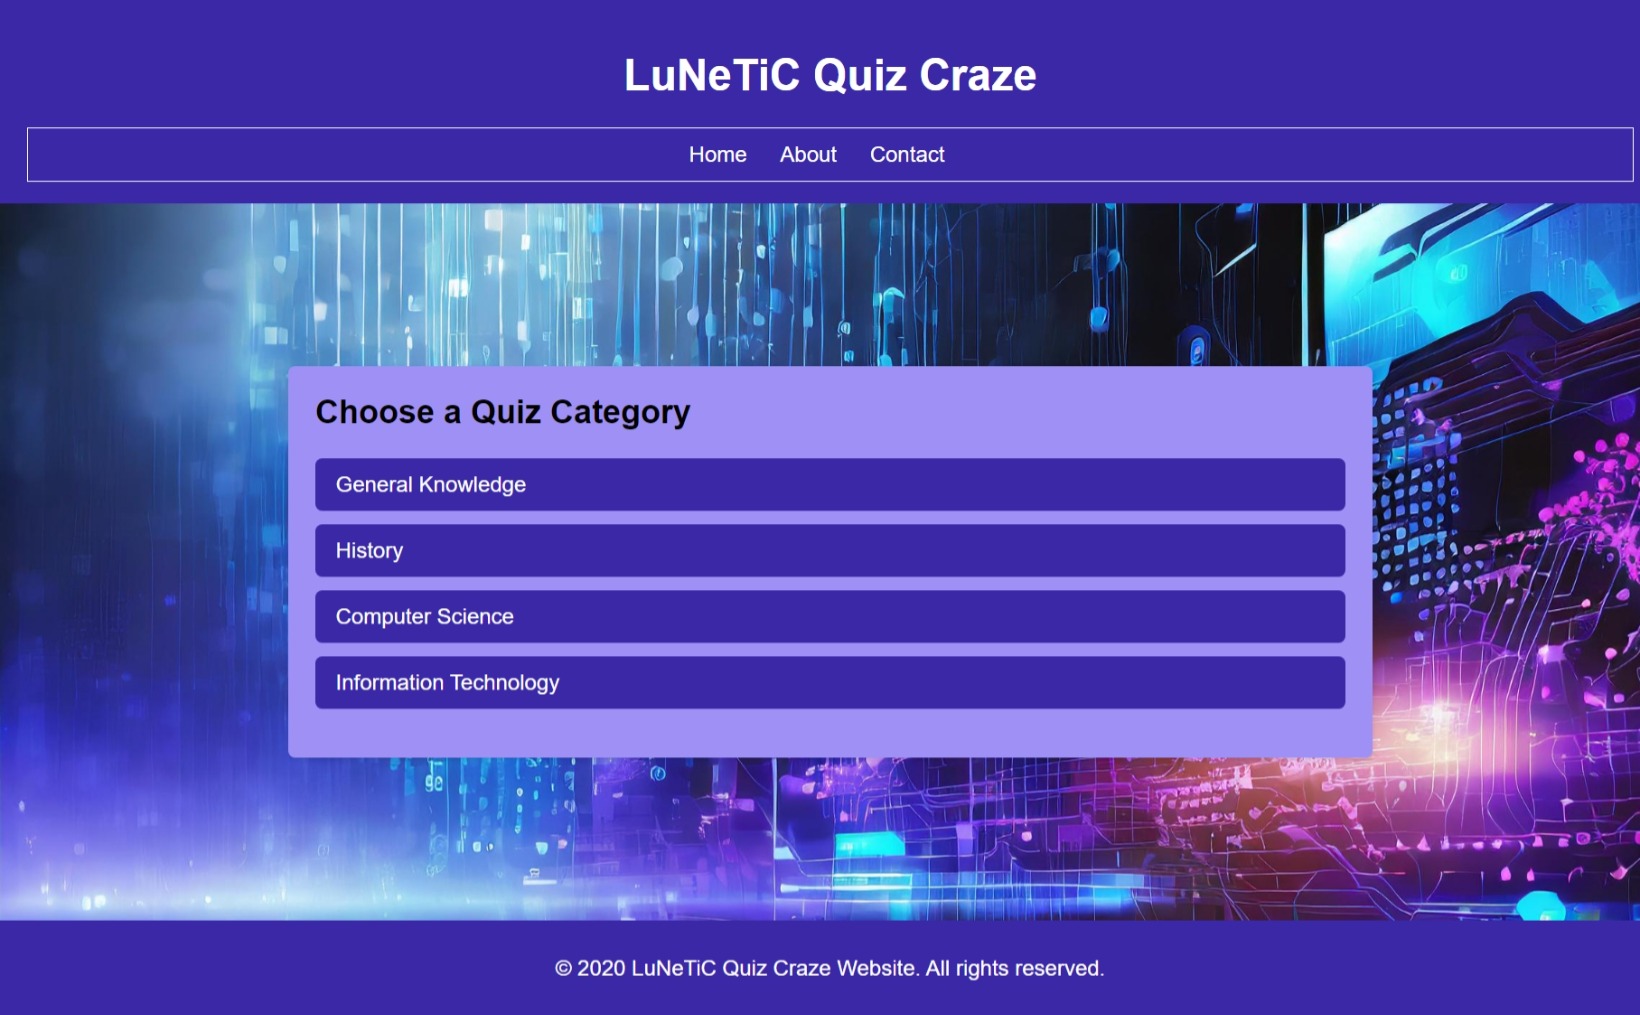 LuNeTiC Quiz Craze
Home About Contact
Choose a Quiz Category
General Knowledge
History
Computer Science
Information Technology
© 2020 LuNeTiC Quiz Craze Website. All rights reserved.